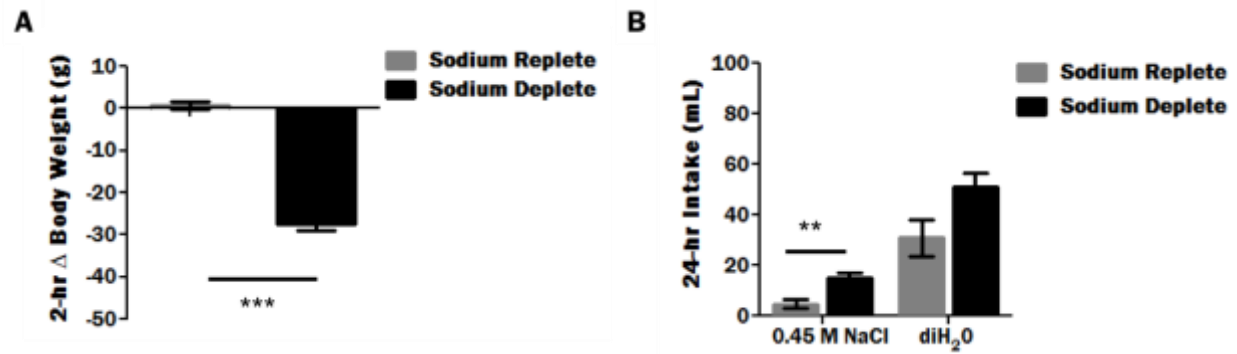 A
2-hr Δ Body Weight (g)
10
0
-10
-20
-30
-40
-50
***
Sodium Replete
Sodium Deplete
B
24-hr Intake (mL)
100
80
60
40
20
0
**
0.45 M NaCl
diH₂0
Sodium Replete
Sodium Deplete